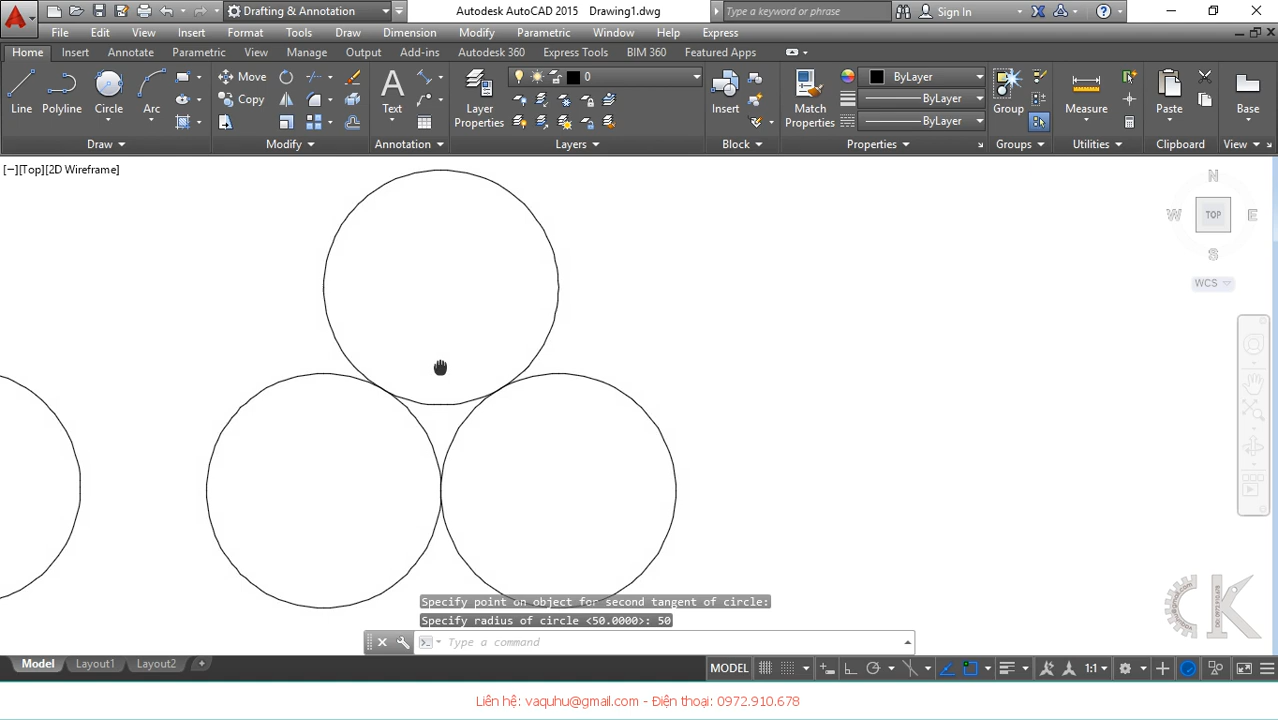 Autodesk AutoCAD 2015 Drawing1.dwg
Drafting & Annotation
Type a keyword or phrase
Sign In
File Edit View Insert Format Tools Draw Dimension Modify Parametric Window Help Express
Home Insert Annotate Parametric View Manage Output Add-ins Autodesk 360 Express Tools BIM 360 Featured Apps
Move
0
ByLayer
Copy
ByLayer
Line Polyline Circle Arc
Text
Layer
Properties
Insert
Match
Properties
ByLayer
Group
Measure
Paste
Base
Draw Modify Annotation Layers Block Properties Groups Utilities Clipboard View
[−][Top][2D Wireframe]
N
W TOP E
S
WCS
Specify point on object for second tangent of circle:
Specify radius of circle <50.0000>: 50
Type a command
CK
Model Layout1 Layout2 +
MODEL
1:1
Liên hệ: vaquhu@gmail.com - Điện thoại: 0972.910.678